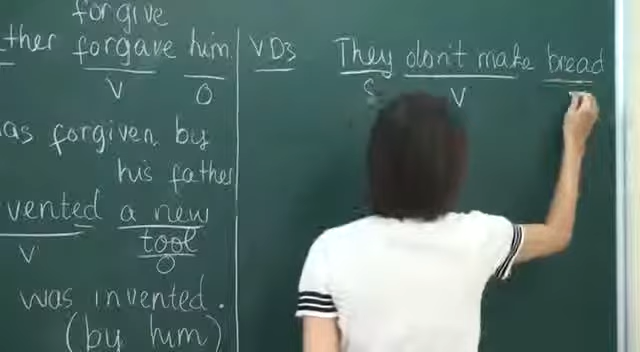 forgive
ther forgave him
V O
as forgiven by
his father
vented a new
tool
V O
was invented.
(by him)
VD3 They don't make bread
S V